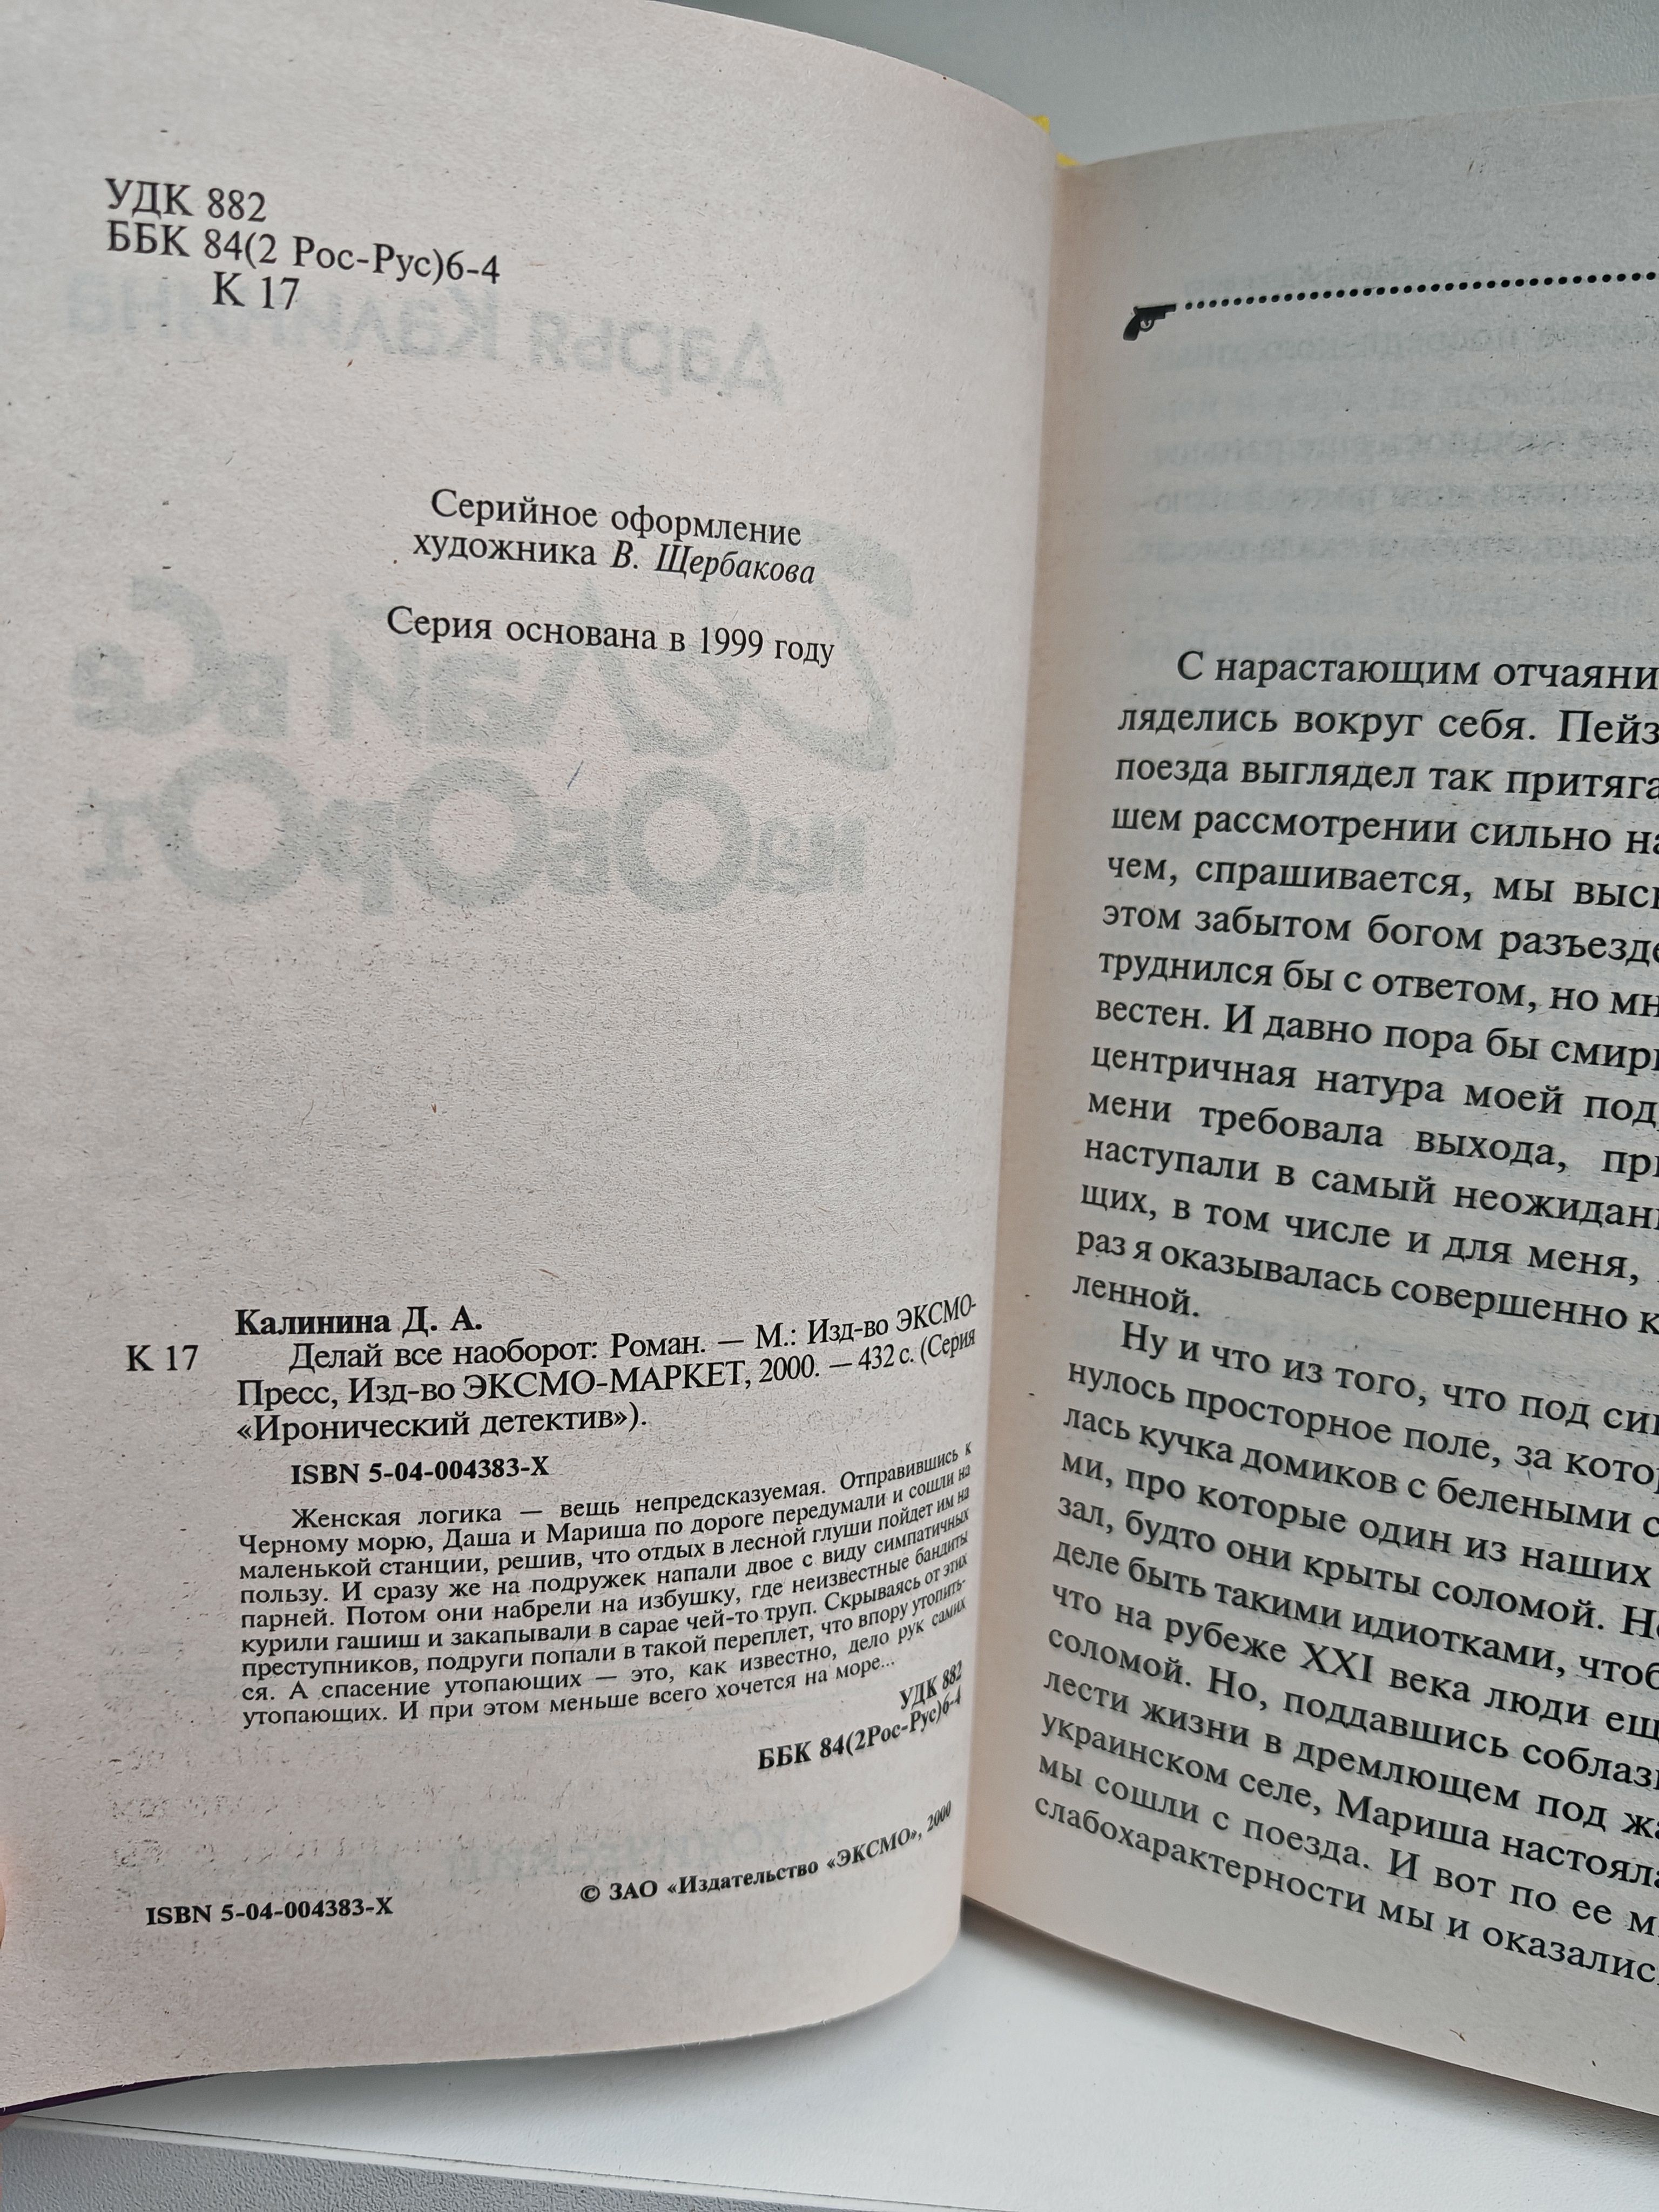 УДК 882
ББК 84(2 Рос-Рус)6-4
К 17
Серийное оформление
художника В. Щербакова
Серия основана в 1999 году
Калинина Д. А.
К 17 Делай все наоборот: Роман. — М.: Изд-во ЭКСМО-
Пресс, Изд-во ЭКСМО-МАРКЕТ, 2000. — 432 с. (Серия
«Иронический детектив»).
ISBN 5-04-004383-X
Женская логика — вещь непредсказуемая. Отправившись к
Черному морю, Даша и Мариша по дороге передумали и сошли на
маленькой станции, решив, что отдых в лесной глуши пойдет им на
пользу. И сразу же на подружек напали двое с виду симпатичных
парней. Потом они набрели на избушку, где неизвестные бандиты
курили гашиш и закапывали в сарае чей-то труп. Скрываясь от этих
преступников, подруги попали в такой переплет, что впору утопить-
ся. А спасение утопающих — это, как известно, дело рук самих
утопающих. И при этом меньше всего хочется на море...
УДК 882
ББК 84(2Рос-Рус)6-4
ISBN 5-04-004383-X
© ЗАО «Издательство «ЭКСМО», 2000
С нарастающим отчаяни
ляделись вокруг себя. Пейз
поезда выглядел так притяга
шем рассмотрении сильно на
чем, спрашивается, мы выс
этом забытом богом разъезде
труднился бы с ответом, но мн
вестен. И давно пора бы смир
центричная натура моей под
мени требовала выхода, при
наступали в самый неожидан
щих, в том числе и для меня,
раз я оказывалась совершенно к
ленной.
Ну и что из того, что под си
нулось просторное поле, за кото
лась кучка домиков с белеными с
ми, про которые один из наших
зал, будто они крыты соломой. Н
деле быть такими идиотками, чтоб
что на рубеже XXI века люди ещ
соломой. Но, поддавшись соблаз
лести жизни в дремлющем под жа
украинском селе, Мариша настоял
мы сошли с поезда. И вот по ее м
слабохарактерности мы и оказалис